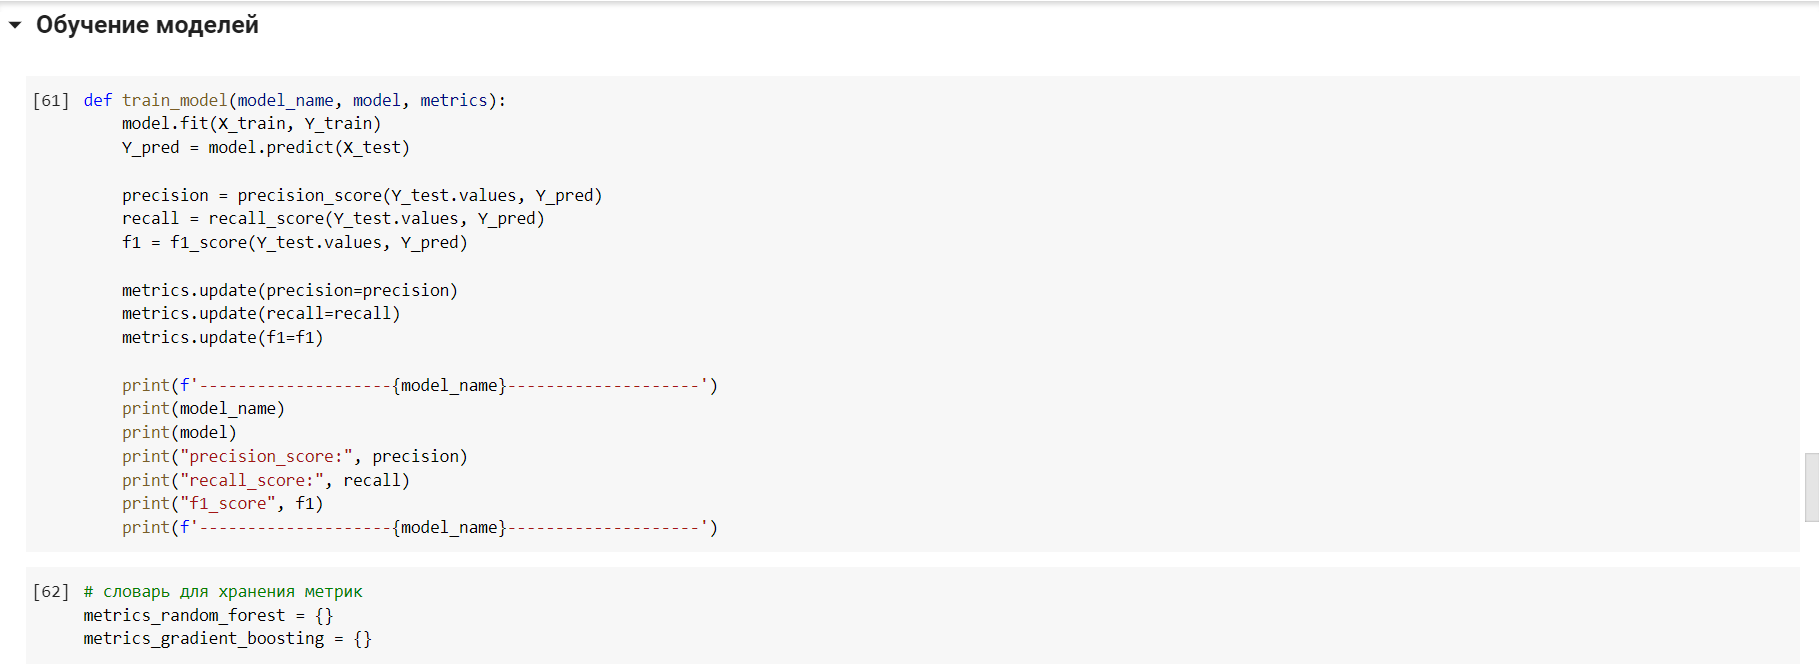 Обучение моделей
[61] def train_model(model_name, model, metrics):
    model.fit(X_train, Y_train)
    Y_pred = model.predict(X_test)

    precision = precision_score(Y_test.values, Y_pred)
    recall = recall_score(Y_test.values, Y_pred)
    f1 = f1_score(Y_test.values, Y_pred)

    metrics.update(precision=precision)
    metrics.update(recall=recall)
    metrics.update(f1=f1)

    print(f'--------------------{model_name}--------------------')
    print(model_name)
    print(model)
    print("precision_score:", precision)
    print("recall_score:", recall)
    print("f1_score", f1)
    print(f'--------------------{model_name}--------------------')
[62] # словарь для хранения метрик
metrics_random_forest = {}
metrics_gradient_boosting = {}